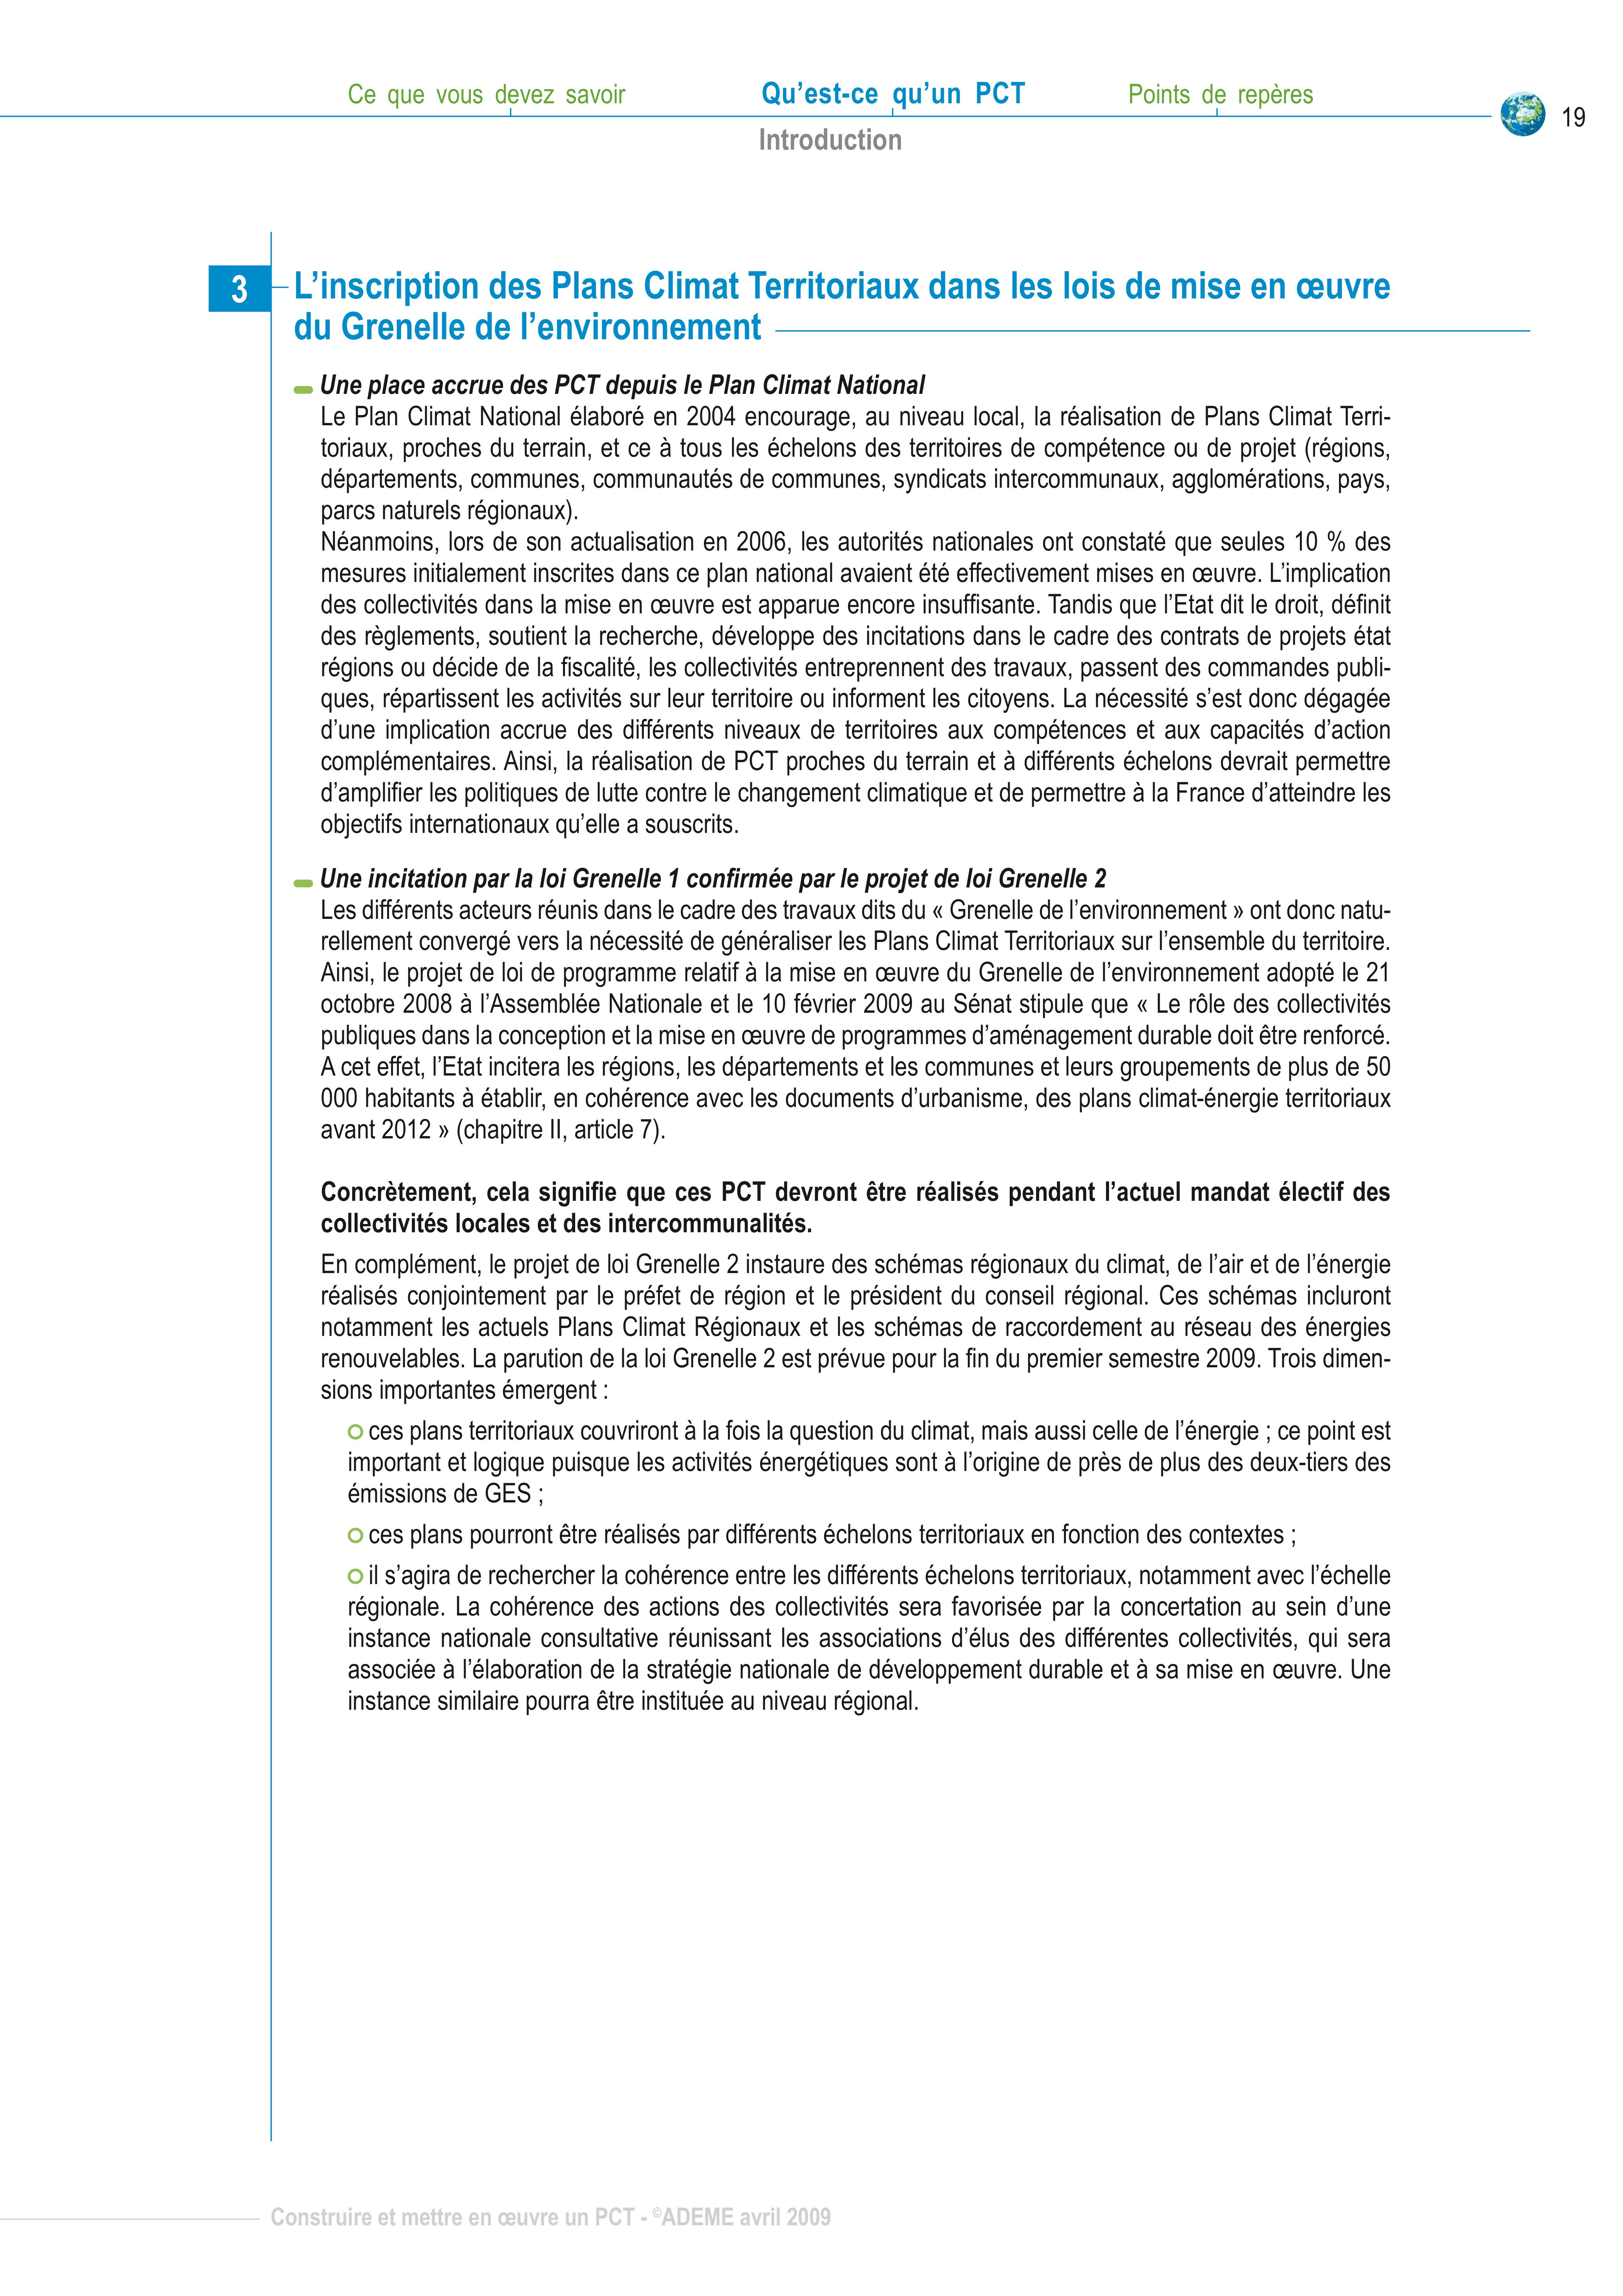 Ce que vous devez savoir
Qu’est-ce qu’un PCT
Points de repères
19
Introduction
3
L’inscription des Plans Climat Territoriaux dans les lois de mise en œuvre
du Grenelle de l’environnement
Une place accrue des PCT depuis le Plan Climat National
Le Plan Climat National élaboré en 2004 encourage, au niveau local, la réalisation de Plans Climat Terri-
toriaux, proches du terrain, et ce à tous les échelons des territoires de compétence ou de projet (régions,
départements, communes, communautés de communes, syndicats intercommunaux, agglomérations, pays,
parcs naturels régionaux).
Néanmoins, lors de son actualisation en 2006, les autorités nationales ont constaté que seules 10 % des
mesures initialement inscrites dans ce plan national avaient été effectivement mises en œuvre. L’implication
des collectivités dans la mise en œuvre est apparue encore insuffisante. Tandis que l’Etat dit le droit, définit
des règlements, soutient la recherche, développe des incitations dans le cadre des contrats de projets état
régions ou décide de la fiscalité, les collectivités entreprennent des travaux, passent des commandes publi-
ques, répartissent les activités sur leur territoire ou informent les citoyens. La nécessité s’est donc dégagée
d’une implication accrue des différents niveaux de territoires aux compétences et aux capacités d’action
complémentaires. Ainsi, la réalisation de PCT proches du terrain et à différents échelons devrait permettre
d’amplifier les politiques de lutte contre le changement climatique et de permettre à la France d’atteindre les
objectifs internationaux qu’elle a souscrits.
Une incitation par la loi Grenelle 1 confirmée par le projet de loi Grenelle 2
Les différents acteurs réunis dans le cadre des travaux dits du « Grenelle de l’environnement » ont donc natu-
rellement convergé vers la nécessité de généraliser les Plans Climat Territoriaux sur l’ensemble du territoire.
Ainsi, le projet de loi de programme relatif à la mise en œuvre du Grenelle de l’environnement adopté le 21
octobre 2008 à l’Assemblée Nationale et le 10 février 2009 au Sénat stipule que « Le rôle des collectivités
publiques dans la conception et la mise en œuvre de programmes d’aménagement durable doit être renforcé.
A cet effet, l’Etat incitera les régions, les départements et les communes et leurs groupements de plus de 50
000 habitants à établir, en cohérence avec les documents d’urbanisme, des plans climat-énergie territoriaux
avant 2012 » (chapitre II, article 7).
Concrètement, cela signifie que ces PCT devront être réalisés pendant l’actuel mandat électif des
collectivités locales et des intercommunalités.
En complément, le projet de loi Grenelle 2 instaure des schémas régionaux du climat, de l’air et de l’énergie
réalisés conjointement par le préfet de région et le président du conseil régional. Ces schémas incluront
notamment les actuels Plans Climat Régionaux et les schémas de raccordement au réseau des énergies
renouvelables. La parution de la loi Grenelle 2 est prévue pour la fin du premier semestre 2009. Trois dimen-
sions importantes émergent :
ces plans territoriaux couvriront à la fois la question du climat, mais aussi celle de l’énergie ; ce point est
important et logique puisque les activités énergétiques sont à l’origine de près de plus des deux-tiers des
émissions de GES ;
ces plans pourront être réalisés par différents échelons territoriaux en fonction des contextes ;
il s’agira de rechercher la cohérence entre les différents échelons territoriaux, notamment avec l’échelle
régionale. La cohérence des actions des collectivités sera favorisée par la concertation au sein d’une
instance nationale consultative réunissant les associations d’élus des différentes collectivités, qui sera
associée à l’élaboration de la stratégie nationale de développement durable et à sa mise en œuvre. Une
instance similaire pourra être instituée au niveau régional.
Construire et mettre en œuvre un PCT - ©ADEME avril 2009